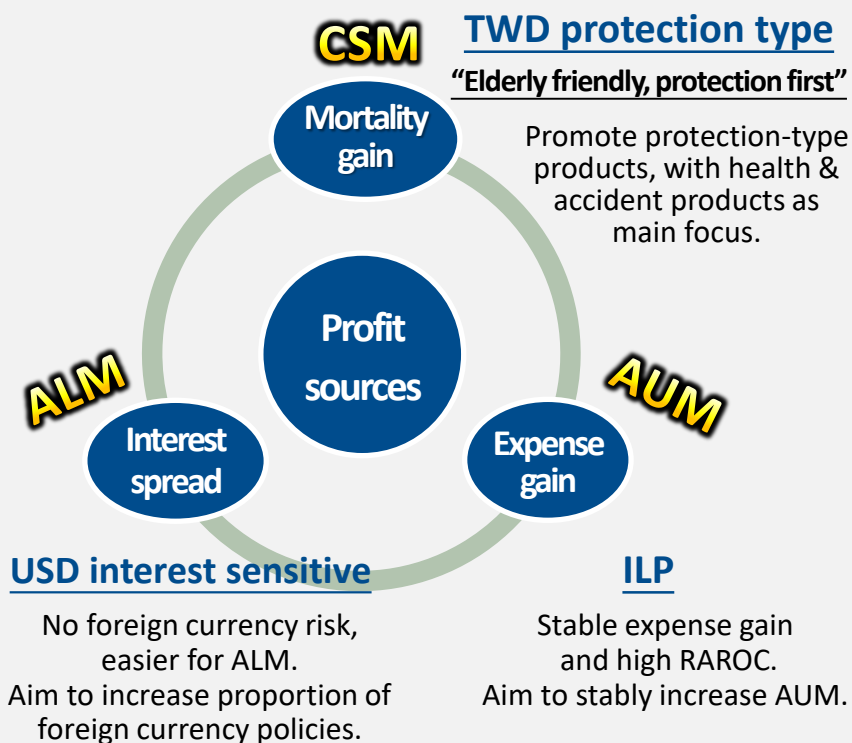 CSM
TWD protection type
“Elderly friendly, protection first”
Mortality
gain
Promote protection-type
products, with health &
accident products as
main focus.
Profit
sources
ALM
AUM
Interest
spread
Expense
gain
USD interest sensitive
No foreign currency risk,
easier for ALM.
Aim to increase proportion of
foreign currency policies.
ILP
Stable expense gain
and high RAROC.
Aim to stably increase AUM.